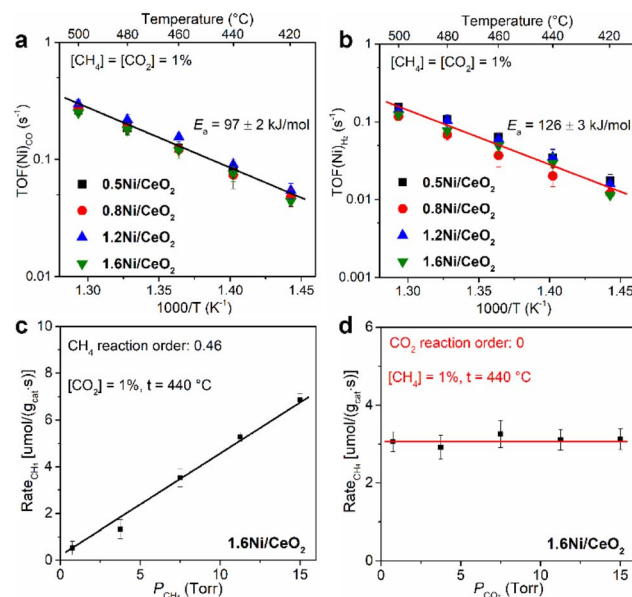 Temperature (°C)
500 480 460 440 420
a
[CH₄] = [CO₂] = 1%
Eₐ = 97 ± 2 kJ/mol
0.5Ni/CeO₂
0.8Ni/CeO₂
1.2Ni/CeO₂
1.6Ni/CeO₂
TOF(Ni)CO (s⁻¹)
1
0.1
0.01
1.30 1.35 1.40 1.45
1000/T (K⁻¹)
Temperature (°C)
500 480 460 440 420
b
[CH₄] = [CO₂] = 1%
Eₐ = 126 ± 3 kJ/mol
0.5Ni/CeO₂
0.8Ni/CeO₂
1.2Ni/CeO₂
1.6Ni/CeO₂
TOF(Ni)H₂ (s⁻¹)
1
0.1
0.01
0.001
1.30 1.35 1.40 1.45
1000/T (K⁻¹)
c
CH₄ reaction order: 0.46
[CO₂] = 1%, t = 440 °C
1.6Ni/CeO₂
RateCH₄ [umol/(gcat·s)]
10
8
6
4
2
0
0 5 10 15
PCH₄ (Torr)
d
CO₂ reaction order: 0
[CH₄] = 1%, t = 440 °C
1.6Ni/CeO₂
RateCH₄ [umol/(gcat·s)]
6
3
0
0 5 10 15
PCO₂ (Torr)